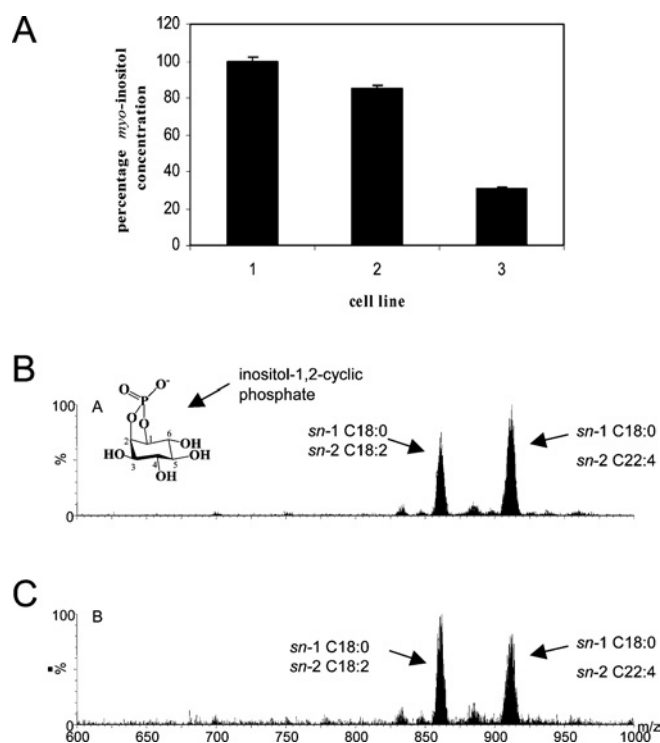 A
percentage myo-inositol
concentration
120
100
80
60
40
20
0
1 2 3
cell line
B
A
inositol-1,2-cyclic
phosphate
O P O-
O O
2 1 6 OH
HO 3 4 5 OH
OH
OH
100
%
0
sn-1 C18:0
sn-2 C18:2
sn-1 C18:0
sn-2 C22:4
C
B
100
%
0
sn-1 C18:0
sn-2 C18:2
sn-1 C18:0
sn-2 C22:4
600 650 700 750 800 850 900 950 1000 m/z